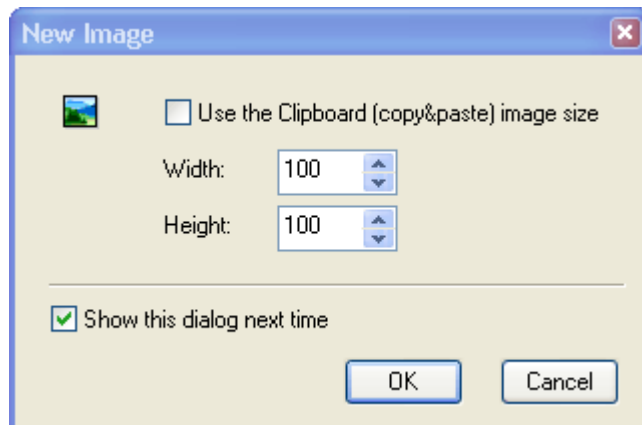 New Image
Use the Clipboard (copy&paste) image size
Width: 100
Height: 100
Show this dialog next time
OK Cancel